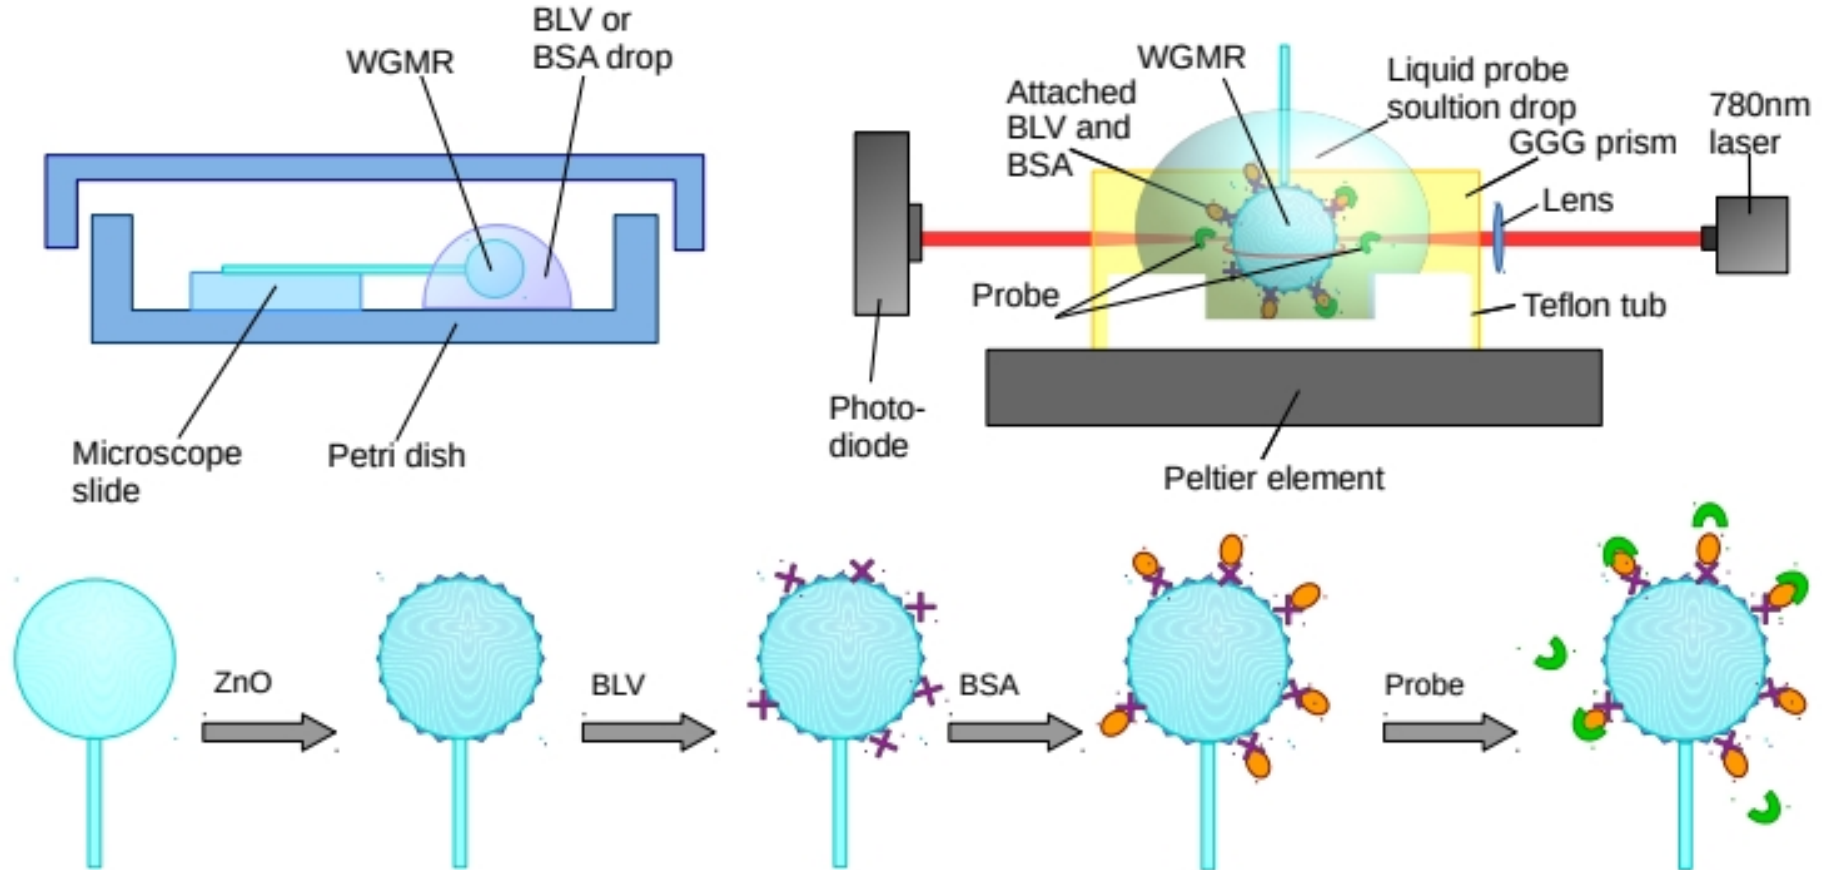 WGMR
BLV or
BSA drop
Microscope
slide
Petri dish
WGMR
Attached
BLV and
BSA
Liquid probe
soultion drop
GGG prism
780nm
laser
Lens
Probe
Teflon tub
Photo-
diode
Peltier element
ZnO
BLV
BSA
Probe